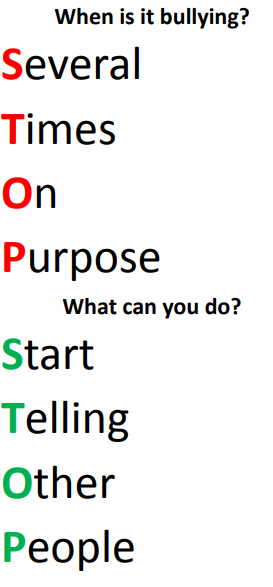 When is it bullying?
Several
Times
On
Purpose
What can you do?
Start
Telling
Other
People